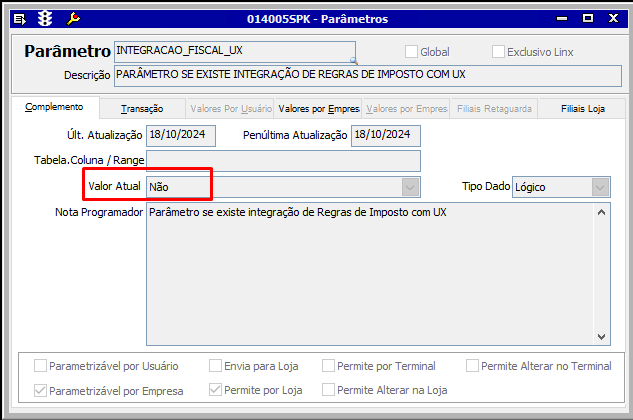 014005SPK - Parâmetros
Parâmetro INTEGRACAO_FISCAL_UX Global Exclusivo Linx
Descrição PARÂMETRO SE EXISTE INTEGRAÇÃO DE REGRAS DE IMPOSTO COM UX
Complemento Transação Valores Por Usuário Valores por Empres Valores por Empres Filiais Retaguarda Filiais Loja
Últ. Atualização 18/10/2024 Penúltima Atualização 18/10/2024
Tabela.Coluna / Range
Valor Atual Não Tipo Dado Lógico
Nota Programador Parâmetro se existe integração de Regras de Imposto com UX
Parametrizável por Usuário Envia para Loja Permite por Terminal Permite Alterar no Terminal
Parametrizável por Empresa Permite por Loja Permite Alterar na Loja